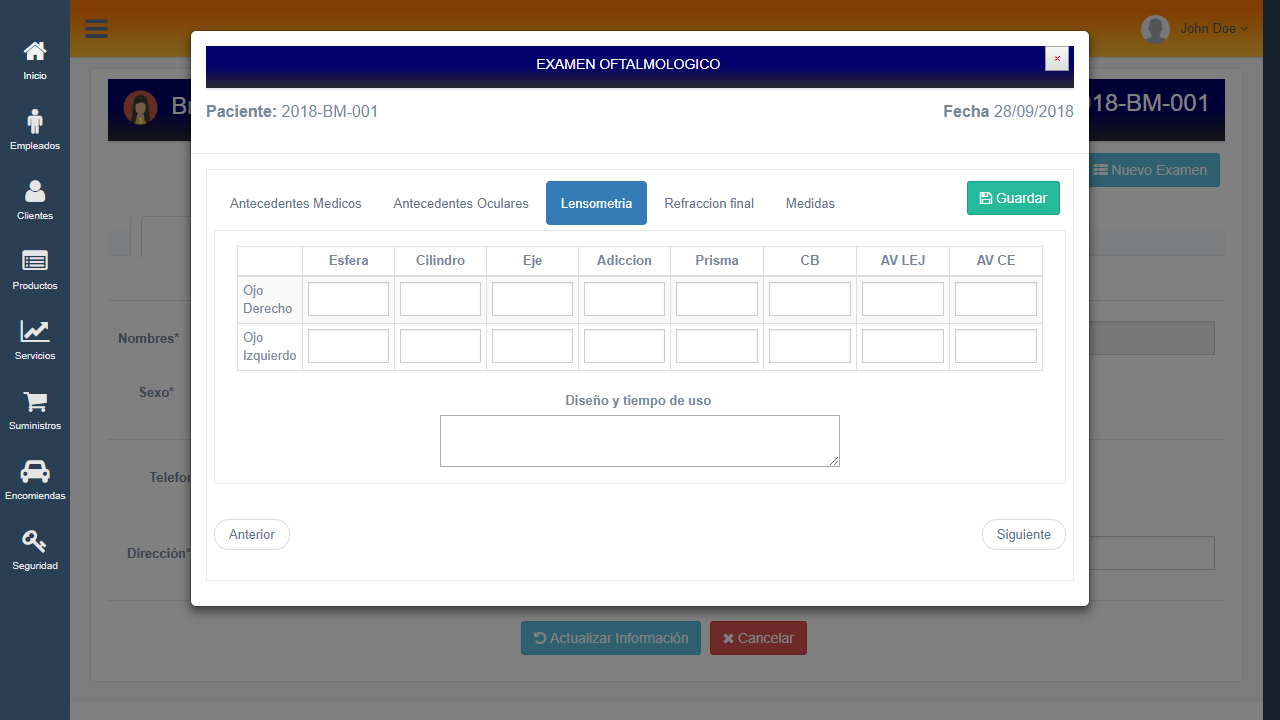 John Doe
Inicio
Empleados
Clientes
Productos
Servicios
Suministros
Encomiendas
Seguridad
EXAMEN OFTALMOLOGICO
×
Paciente: 2018-BM-001
Fecha 28/09/2018
18-BM-001
Nuevo Examen
Antecedentes Medicos
Antecedentes Oculares
Lensometria
Refraccion final
Medidas
Guardar
Esfera Cilindro Eje Adiccion Prisma CB AV LEJ AV CE
Ojo
Derecho
Ojo
Izquierdo
Diseño y tiempo de uso
Anterior
Siguiente
Nombres*
Sexo*
Dirección*
Actualizar Información
Cancelar